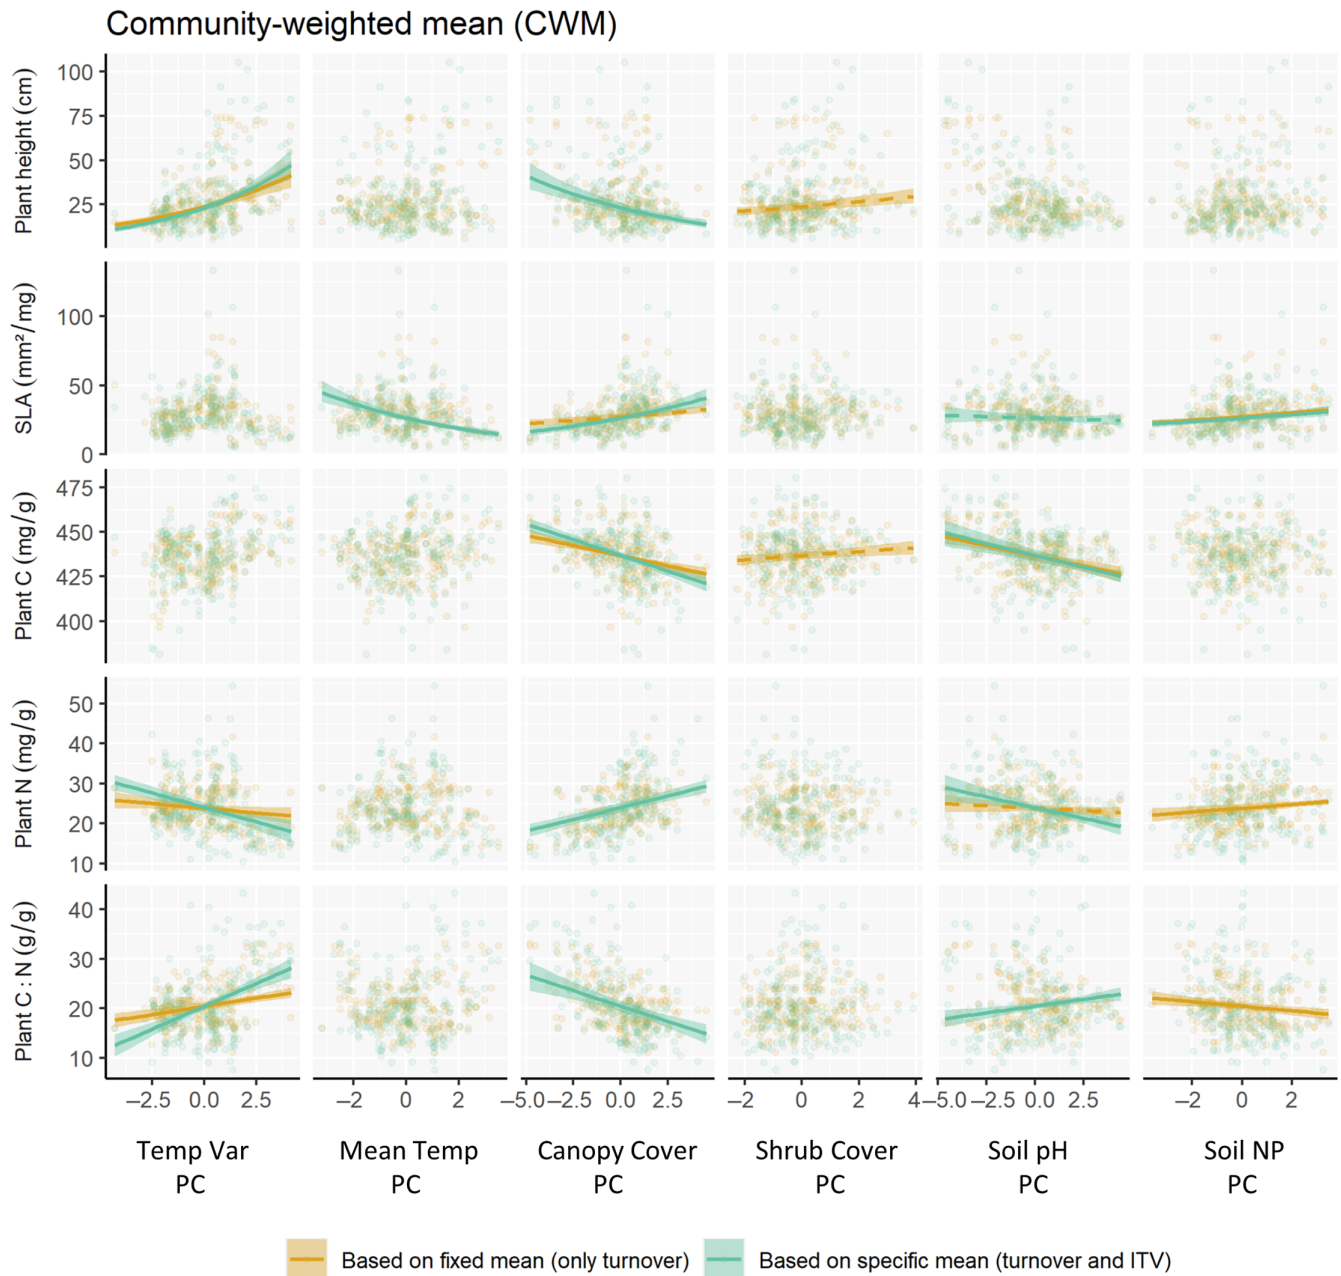 Community-weighted mean (CWM)
Plant height (cm)
100
75
50
25
SLA (mm²/mg)
100
50
0
Plant C (mg/g)
475
450
425
400
Plant N (mg/g)
50
40
30
20
10
Plant C : N (g/g)
40
30
20
10
−2.5 0.0 2.5 −2 0 2 −5.0 −2.5 0.0 2.5 −2 0 2 4 −5.0 −2.5 0.0 2.5 −2 0 2
Temp Var Mean Temp Canopy Cover Shrub Cover Soil pH Soil NP
PC PC PC PC PC PC
Based on fixed mean (only turnover) Based on specific mean (turnover and ITV)